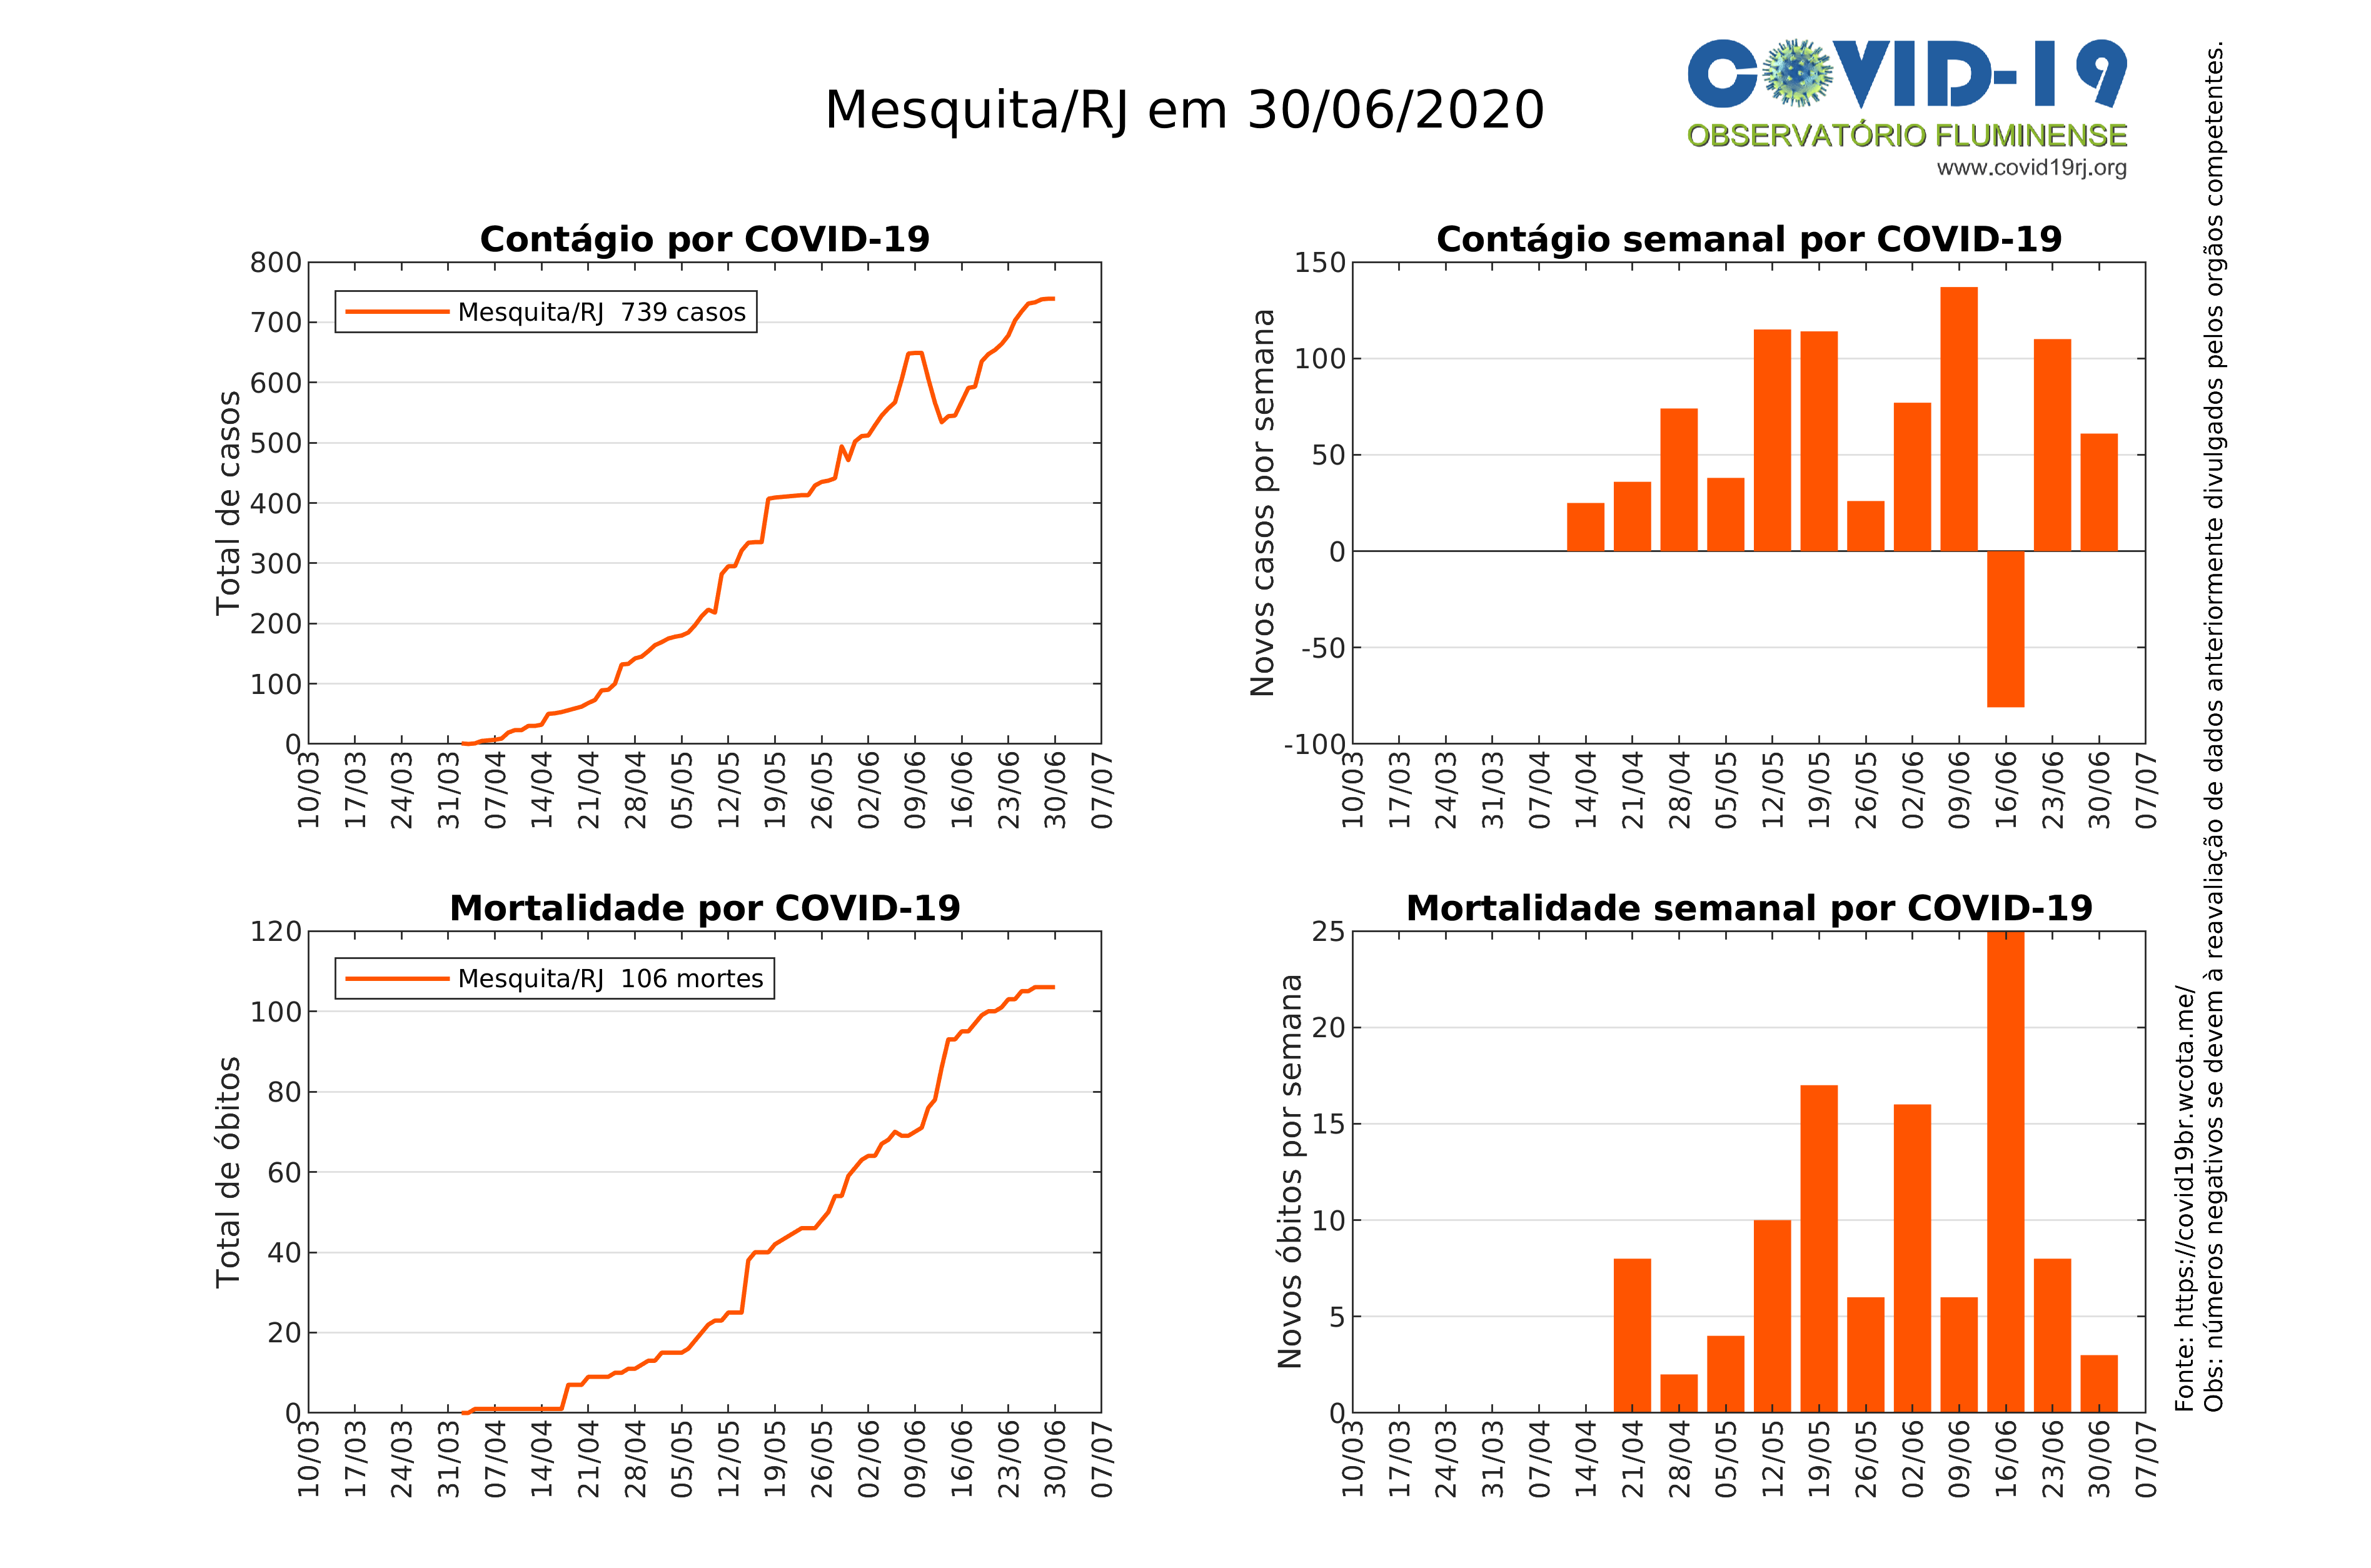 Mesquita/RJ em 30/06/2020
COVID-19
OBSERVATÓRIO FLUMINENSE
www.covid19rj.org
Contágio por COVID-19
Total de casos
800
700
600
500
400
300
200
100
0
Mesquita/RJ 739 casos
10/03 17/03 24/03 31/03 07/04 14/04 21/04 28/04 05/05 12/05 19/05 26/05 02/06 09/06 16/06 23/06 30/06 07/07
Contágio semanal por COVID-19
Novos casos por semana
150
100
50
0
-50
-100
10/03 17/03 24/03 31/03 07/04 14/04 21/04 28/04 05/05 12/05 19/05 26/05 02/06 09/06 16/06 23/06 30/06 07/07
Mortalidade por COVID-19
Total de óbitos
120
100
80
60
40
20
0
Mesquita/RJ 106 mortes
10/03 17/03 24/03 31/03 07/04 14/04 21/04 28/04 05/05 12/05 19/05 26/05 02/06 09/06 16/06 23/06 30/06 07/07
Mortalidade semanal por COVID-19
Novos óbitos por semana
25
20
15
10
5
0
10/03 17/03 24/03 31/03 07/04 14/04 21/04 28/04 05/05 12/05 19/05 26/05 02/06 09/06 16/06 23/06 30/06 07/07
Fonte: https://covid19br.wcota.me/
Obs: números negativos se devem à reavaliação de dados anteriormente divulgados pelos orgãos competentes.